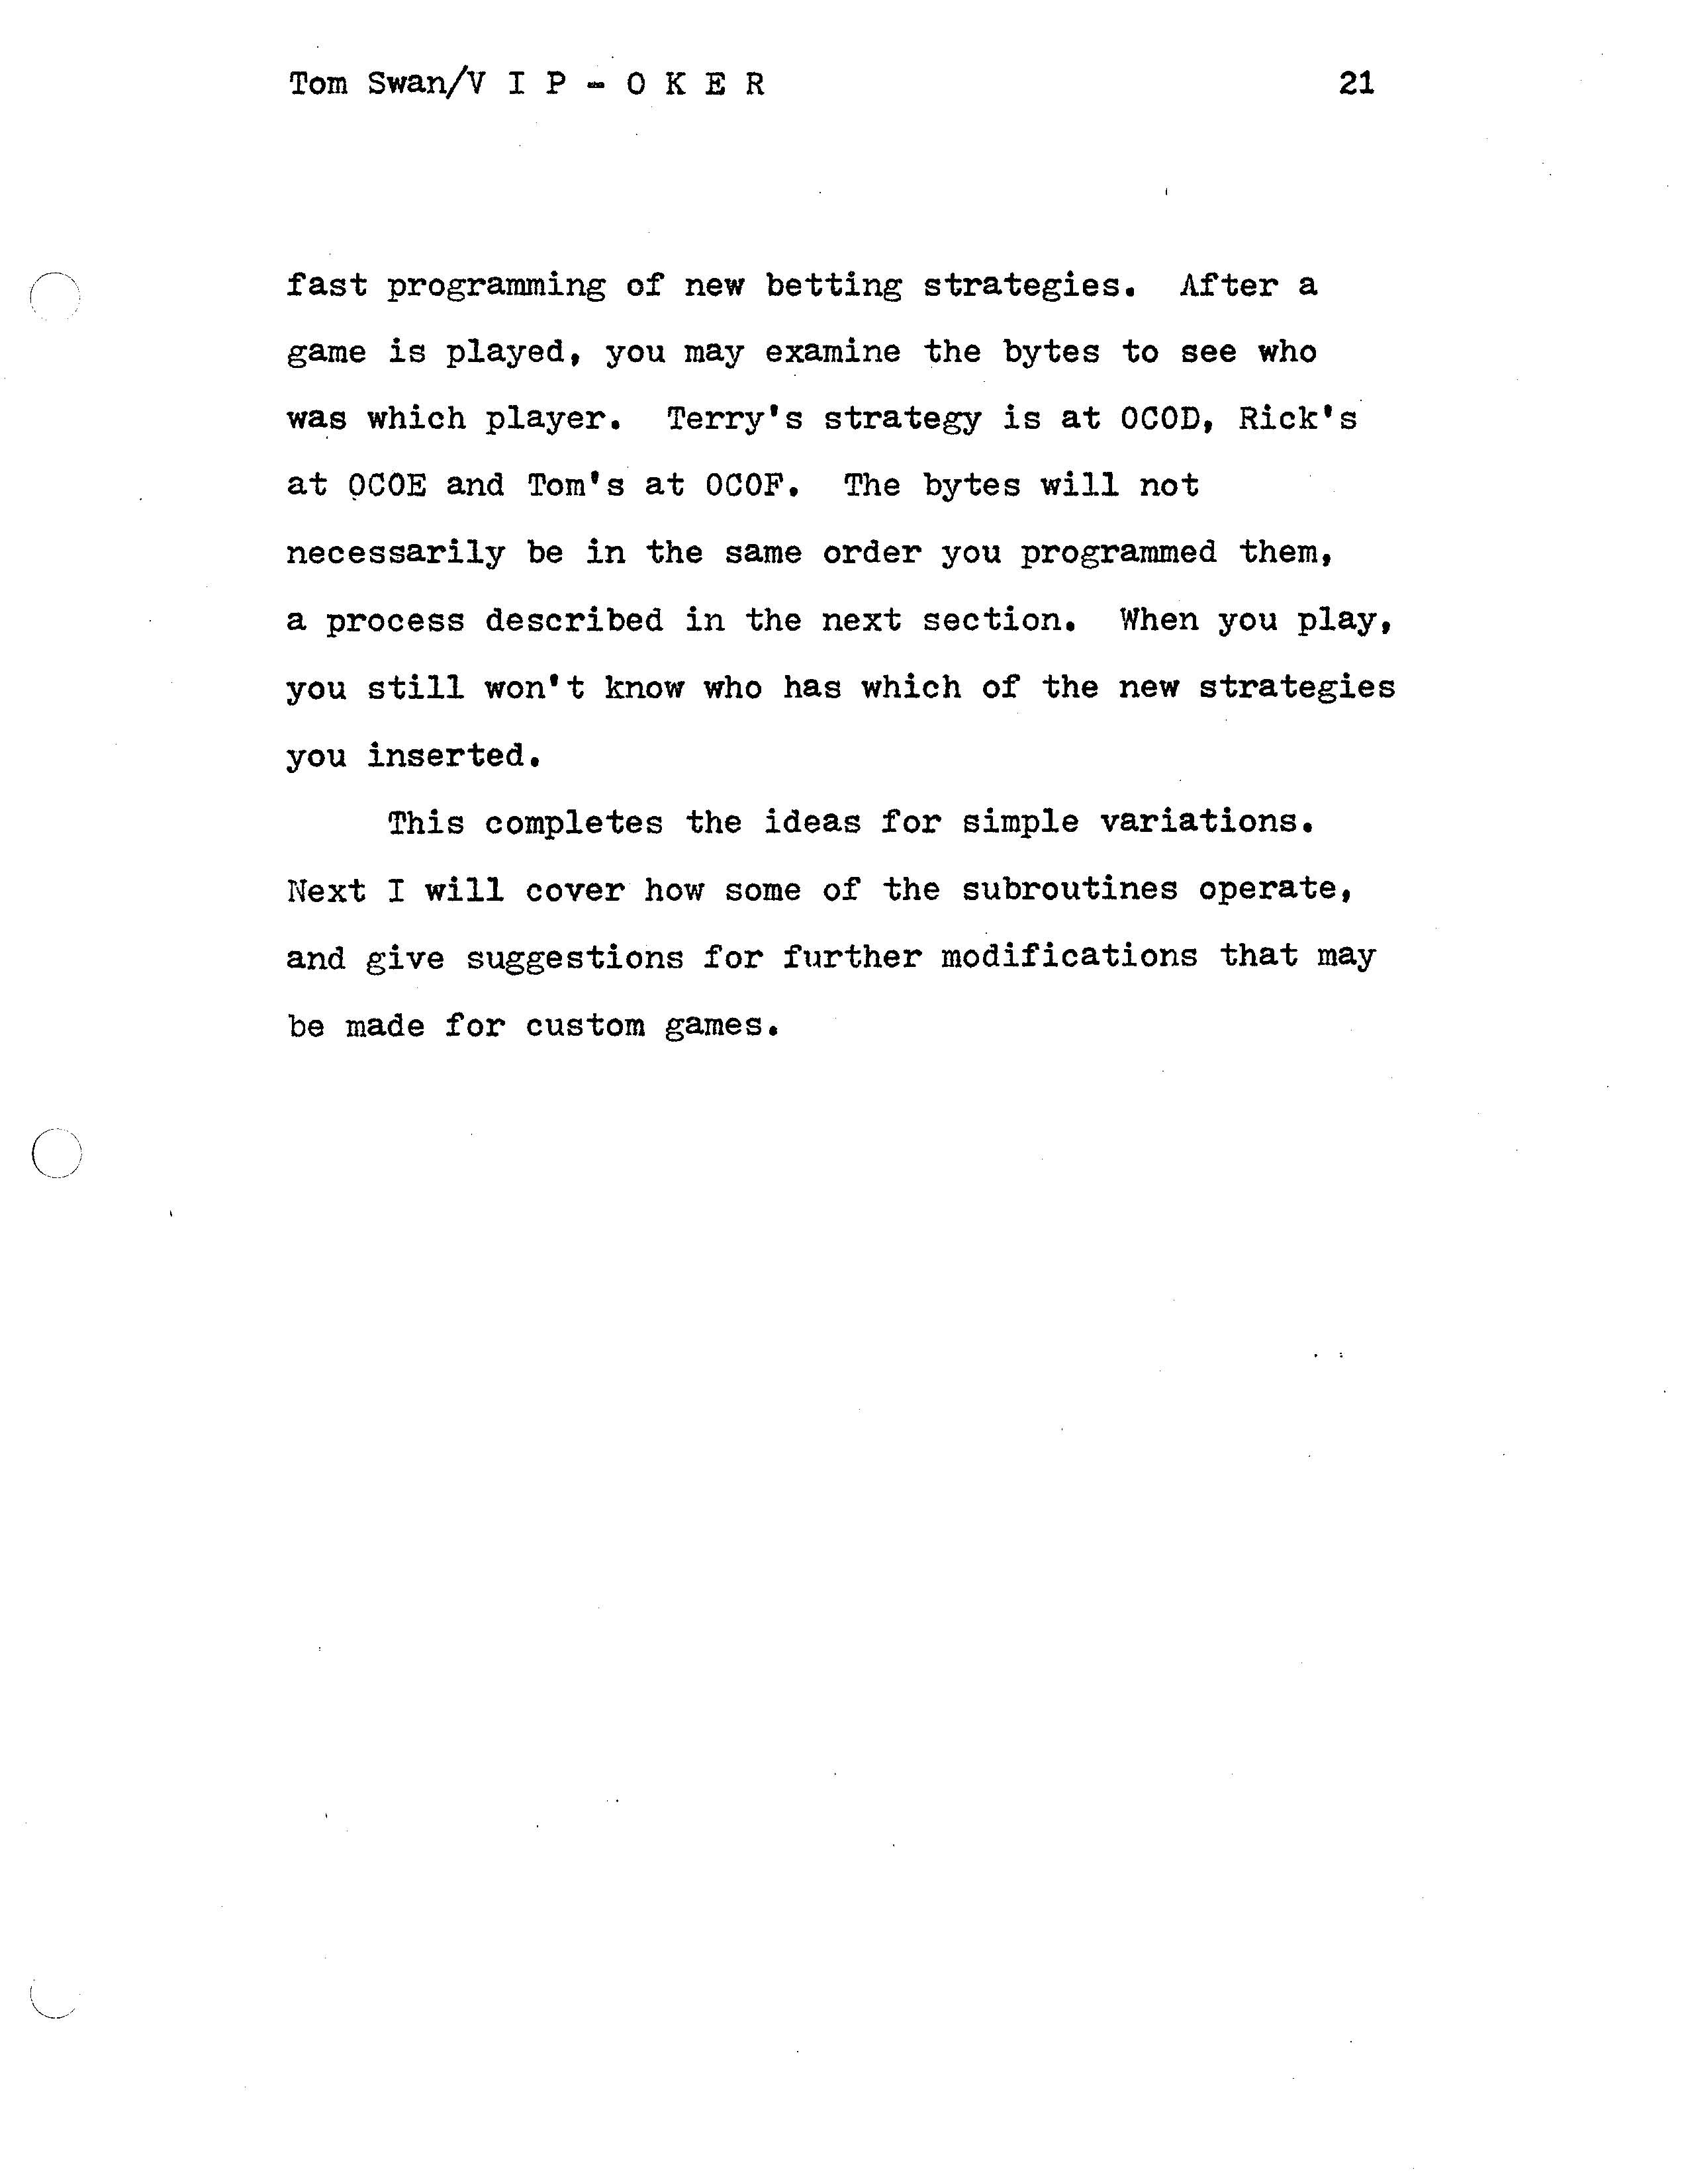 Tom Swan/V I P - O K E R 21
fast programming of new betting strategies. After a
game is played, you may examine the bytes to see who
was which player. Terry's strategy is at 0C0D, Rick's
at 0C0E and Tom's at 0C0F. The bytes will not
necessarily be in the same order you programmed them,
a process described in the next section. When you play,
you still won't know who has which of the new strategies
you inserted.
This completes the ideas for simple variations.
Next I will cover how some of the subroutines operate,
and give suggestions for further modifications that may
be made for custom games.